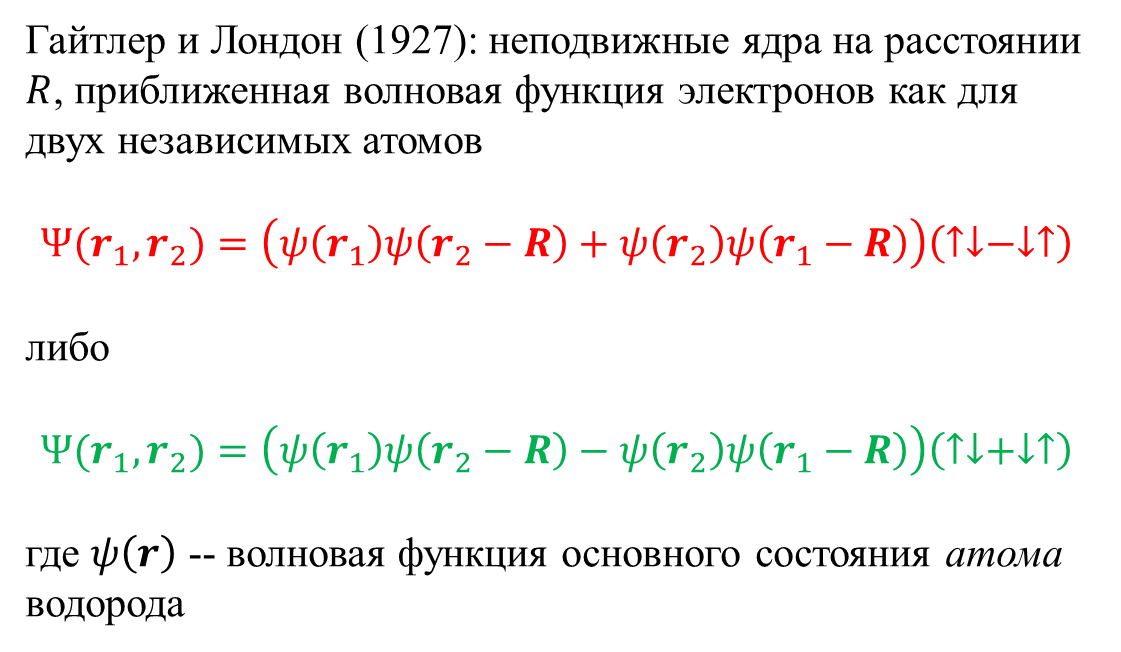 Гайтлер и Лондон (1927): неподвижные ядра на расстоянии
R, приближенная волновая функция электронов как для
двух независимых атомов
Ψ(r₁,r₂) = (ψ(r₁)ψ(r₂ − R) + ψ(r₂)ψ(r₁ − R))(↑↓−↓↑)
либо
Ψ(r₁,r₂) = (ψ(r₁)ψ(r₂ − R) − ψ(r₂)ψ(r₁ − R))(↑↓+↓↑)
где ψ(r) -- волновая функция основного состояния атома
водорода